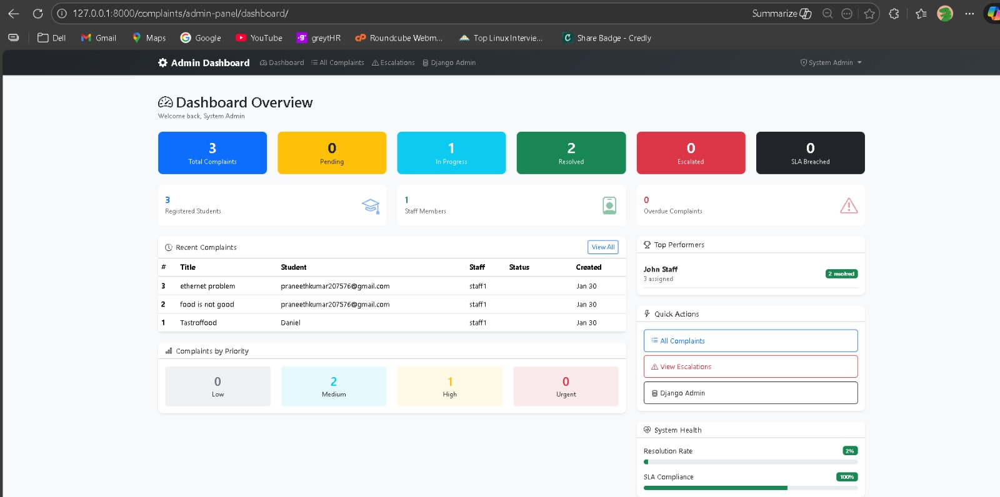 127.0.0.1:8000/complaints/admin-panel/dashboard/
Summarize
Dell Gmail Maps Google YouTube greytHR Roundcube Webm... Top Linux Intervie... Share Badge - Credly
Admin Dashboard Dashboard All Complaints Escalations Django Admin System Admin
Dashboard Overview
Welcome back, System Admin
3
Total Complaints
0
Pending
1
In Progress
2
Resolved
0
Escalated
0
SLA Breached
3
Registered Students
1
Staff Members
0
Overdue Complaints
Recent Complaints View All
# Title Student Staff Status Created
3 ethernet problem praneethkumar207576@gmail.com staff1 Jan 30
2 food is not good praneethkumar207576@gmail.com staff1 Jan 30
1 Tastroffood Daniel staff1 Jan 30
Complaints by Priority
0
Low
2
Medium
1
High
0
Urgent
Top Performers
John Staff
3 assigned
2 resolved
Quick Actions
All Complaints
View Escalations
Django Admin
System Health
Resolution Rate 2%
SLA Compliance 100%